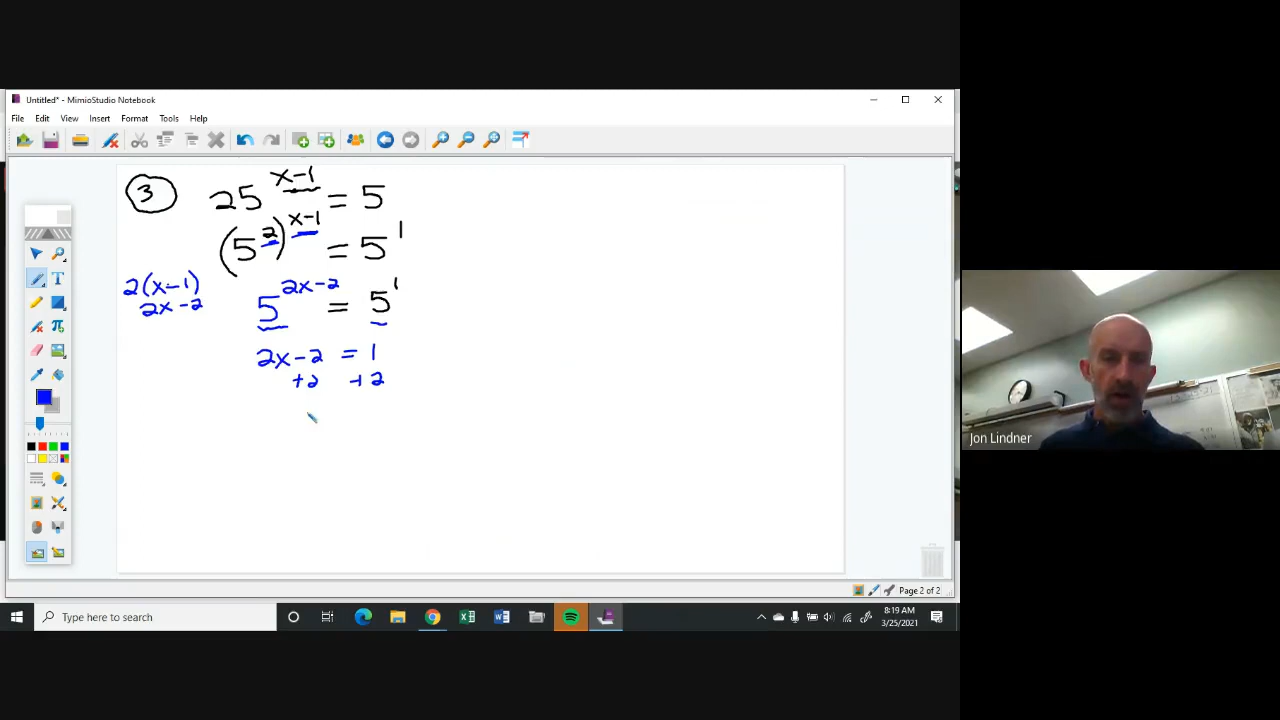 Untitled* - MimioStudio Notebook
File Edit View Insert Format Tools Help
3 25^(x-1) = 5
(5^2)^(x-1) = 5^1
2(x-1)
2x-2
5^(2x-2) = 5^1
2x-2 = 1
+2 +2
T
Jon Lindner
Page 2 of 2
Type here to search
8:19 AM
3/25/2021